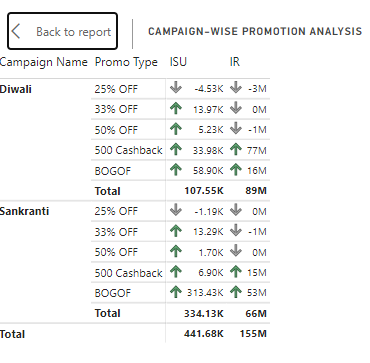 Back to report
CAMPAIGN-WISE PROMOTION ANALYSIS
Campaign Name Promo Type ISU IR
Diwali 25% OFF -4.53K -3M
33% OFF 13.97K 0M
50% OFF 5.23K -1M
500 Cashback 33.98K 77M
BOGOF 58.90K 16M
Total 107.55K 89M
Sankranti 25% OFF -1.19K 0M
33% OFF 13.29K -1M
50% OFF 1.70K 0M
500 Cashback 6.90K 15M
BOGOF 313.43K 53M
Total 334.13K 66M
Total 441.68K 155M